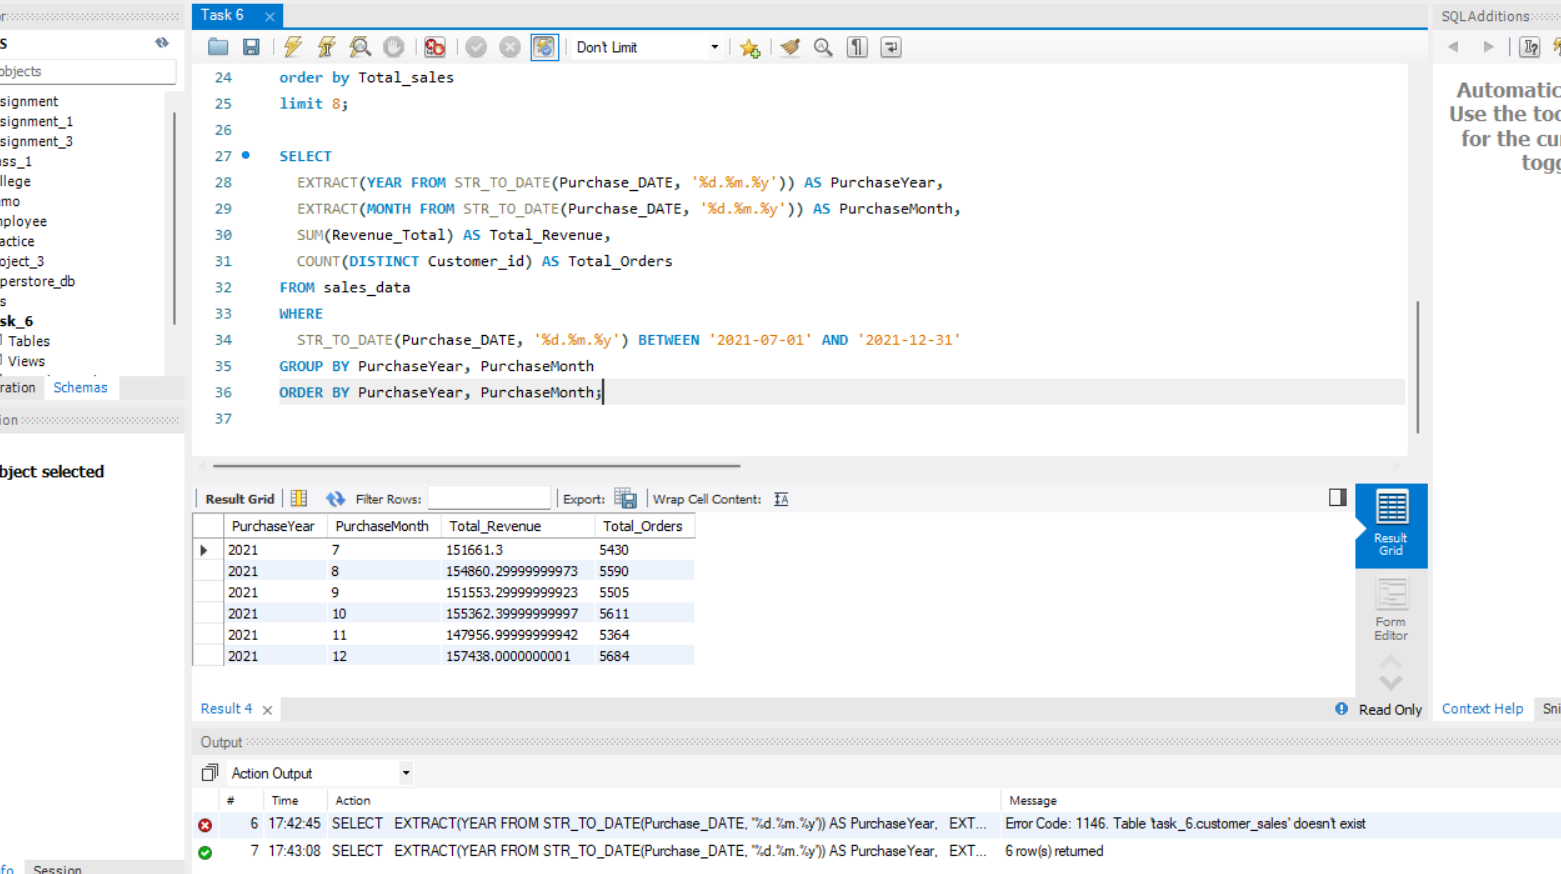 Task 6
SQLAdditions
Don't Limit
objects
signment
signment_1
signment_3
ass_1
llege
emo
mployee
actice
oject_3
perstore_db
s
sk_6
Tables
Views
ration Schemas
ion
bject selected
fo Session
24 order by Total_sales
25 limit 8;
26
27 SELECT
28 EXTRACT(YEAR FROM STR_TO_DATE(Purchase_DATE, '%d.%m.%y')) AS PurchaseYear,
29 EXTRACT(MONTH FROM STR_TO_DATE(Purchase_DATE, '%d.%m.%y')) AS PurchaseMonth,
30 SUM(Revenue_Total) AS Total_Revenue,
31 COUNT(DISTINCT Customer_id) AS Total_Orders
32 FROM sales_data
33 WHERE
34 STR_TO_DATE(Purchase_DATE, '%d.%m.%y') BETWEEN '2021-07-01' AND '2021-12-31'
35 GROUP BY PurchaseYear, PurchaseMonth
36 ORDER BY PurchaseYear, PurchaseMonth;
37
Result Grid Filter Rows: Export: Wrap Cell Content:
PurchaseYear PurchaseMonth Total_Revenue Total_Orders
2021 7 151661.3 5430
2021 8 154860.29999999973 5590
2021 9 151553.29999999923 5505
2021 10 155362.39999999997 5611
2021 11 147956.99999999942 5364
2021 12 157438.0000000001 5684
Result
Grid
Form
Editor
Result 4 Read Only
Automatic
Use the too
for the cu
togg
Context Help Sni
Output
Action Output
# Time Action Message
6 17:42:45 SELECT EXTRACT(YEAR FROM STR_TO_DATE(Purchase_DATE, '%d.%m.%y')) AS PurchaseYear, EXT... Error Code: 1146. Table 'task_6.customer_sales' doesn't exist
7 17:43:08 SELECT EXTRACT(YEAR FROM STR_TO_DATE(Purchase_DATE, '%d.%m.%y')) AS PurchaseYear, EXT... 6 row(s) returned